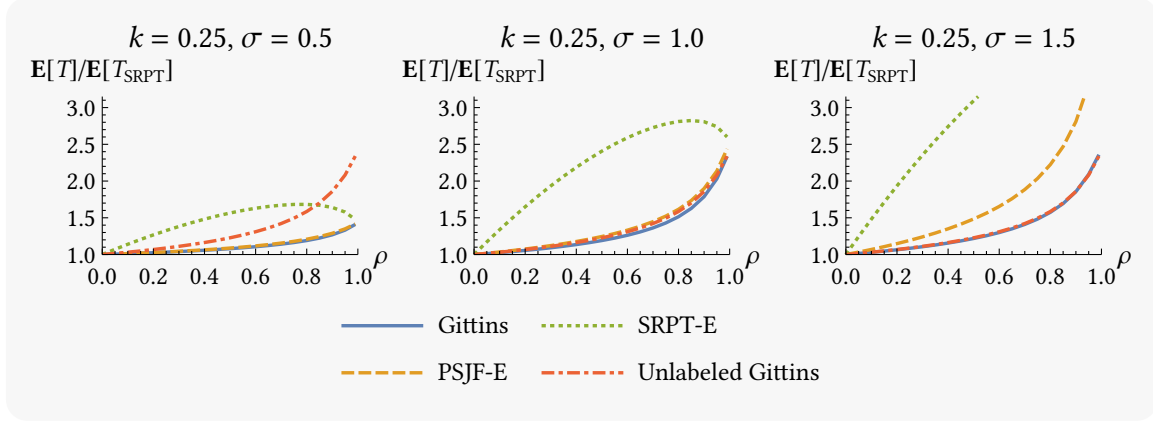 k = 0.25, σ = 0.5
k = 0.25, σ = 1.0
k = 0.25, σ = 1.5
E[T]/E[T_SRPT]
E[T]/E[T_SRPT]
E[T]/E[T_SRPT]
3.0
2.5
2.0
1.5
1.0
0.0 0.2 0.4 0.6 0.8 1.0
ρ
3.0
2.5
2.0
1.5
1.0
0.0 0.2 0.4 0.6 0.8 1.0
ρ
3.0
2.5
2.0
1.5
1.0
0.0 0.2 0.4 0.6 0.8 1.0
ρ
Gittins
SRPT-E
PSJF-E
Unlabeled Gittins